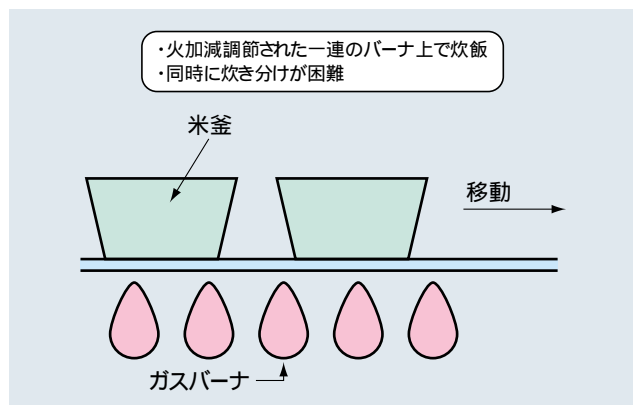 ・火加減調節された一連のバーナ上で炊飯
・同時に炊き分けが困難
米釜
移動
ガスバーナ